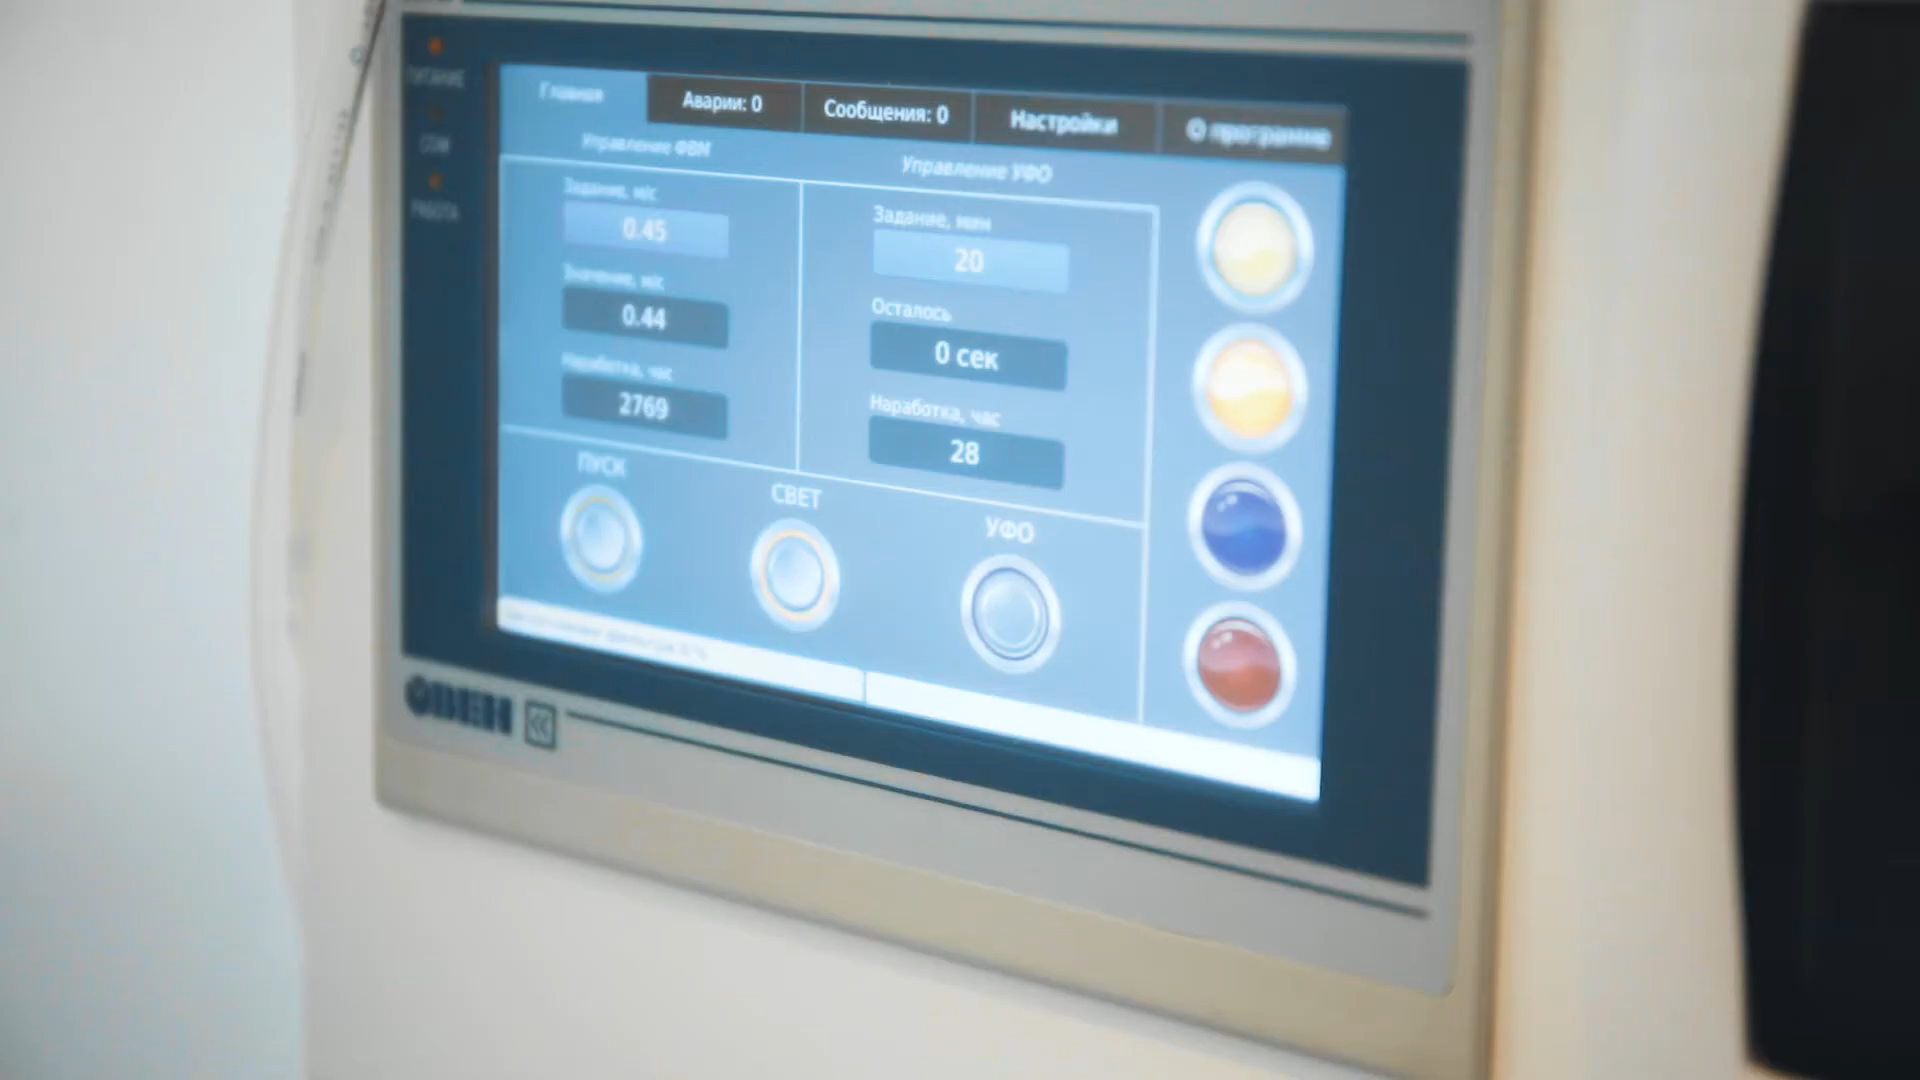 ПИТАНИЕ
COM
РАБОТА
Главная
Аварии: 0
Сообщения: 0
Настройки
О программе
Управление ФВМ
Управление УФО
Задание, м/с
0.45
Значение, м/с
0.44
Наработка, час
2769
Задание, мин
20
Осталось
0 сек
Наработка, час
28
ПУСК
СВЕТ
УФО
ОВЕН